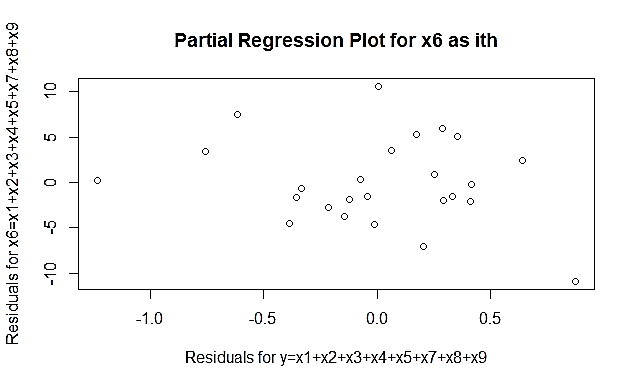 Partial Regression Plot for x6 as ith
Residuals for x6=x1+x2+x3+x4+x5+x7+x8+x9
10
5
0
-5
-10
-1.0 -0.5 0.0 0.5
Residuals for y=x1+x2+x3+x4+x5+x7+x8+x9